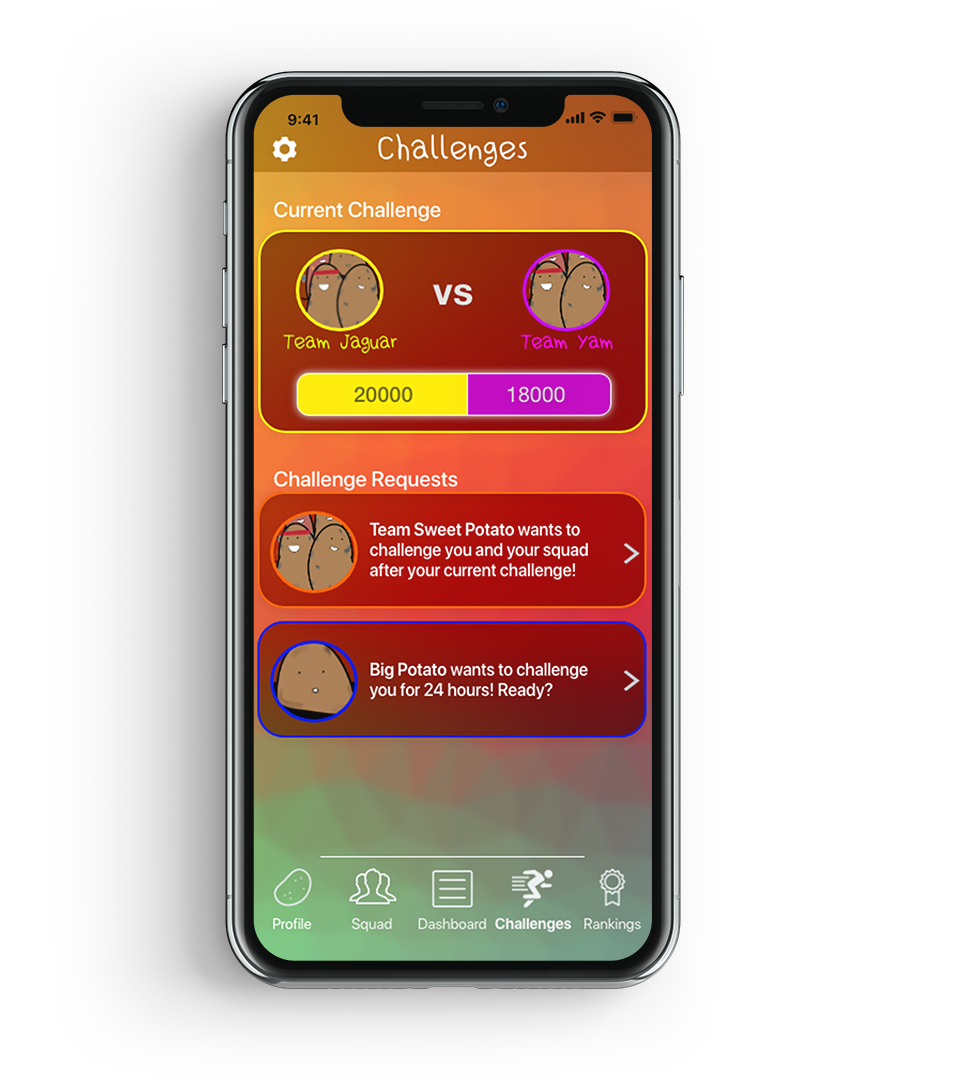 9:41
Challenges
Current Challenge
vs
Team Jaguar
Team Yam
20000
18000
Challenge Requests
Team Sweet Potato wants to
challenge you and your squad
after your current challenge!
Big Potato wants to challenge
you for 24 hours! Ready?
Profile
Squad
Dashboard
Challenges
Rankings